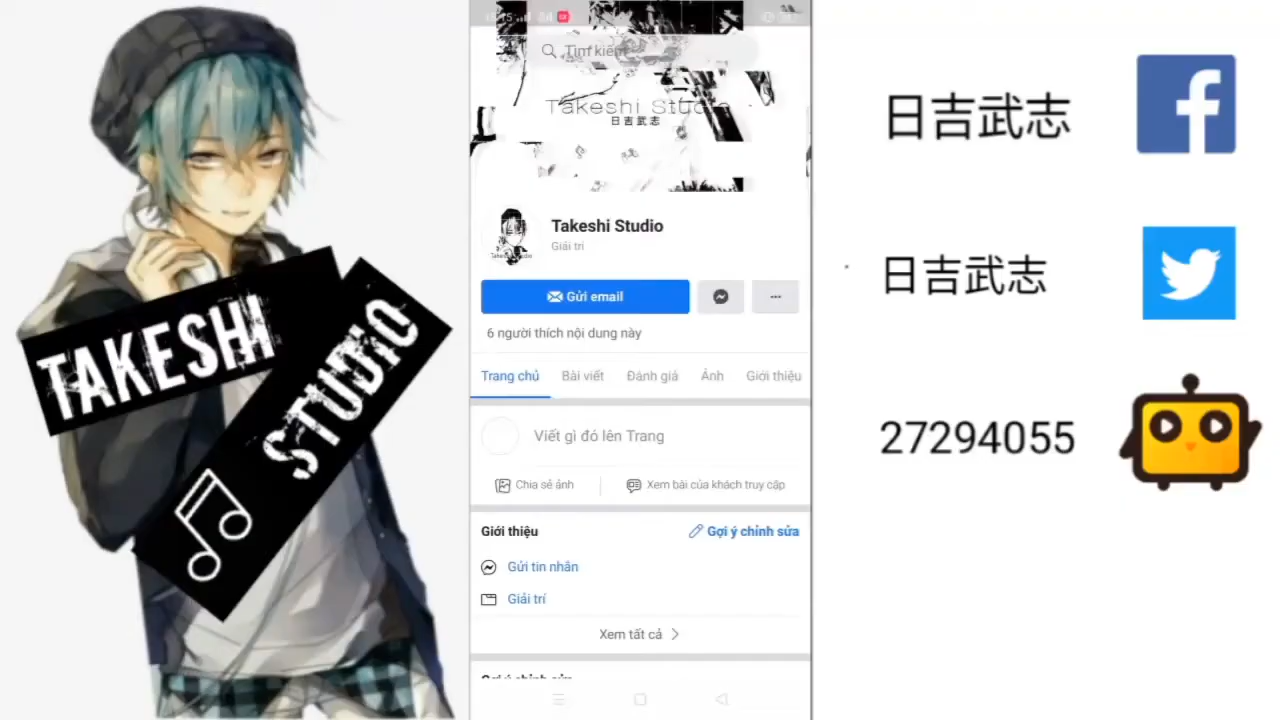 TAKESHI
STUDIO
Tìm kiếm
Takeshi Studio
日吉武志
Takeshi Studio
Giải trí
Gửi email
6 người thích nội dung này
Trang chủ
Bài viết
Đánh giá
Ảnh
Giới thiệu
Viết gì đó lên Trang
Chia sẻ ảnh
Xem bài của khách truy cập
Giới thiệu
Gợi ý chỉnh sửa
Gửi tin nhắn
Giải trí
Xem tất cả
日吉武志
日吉武志
27294055